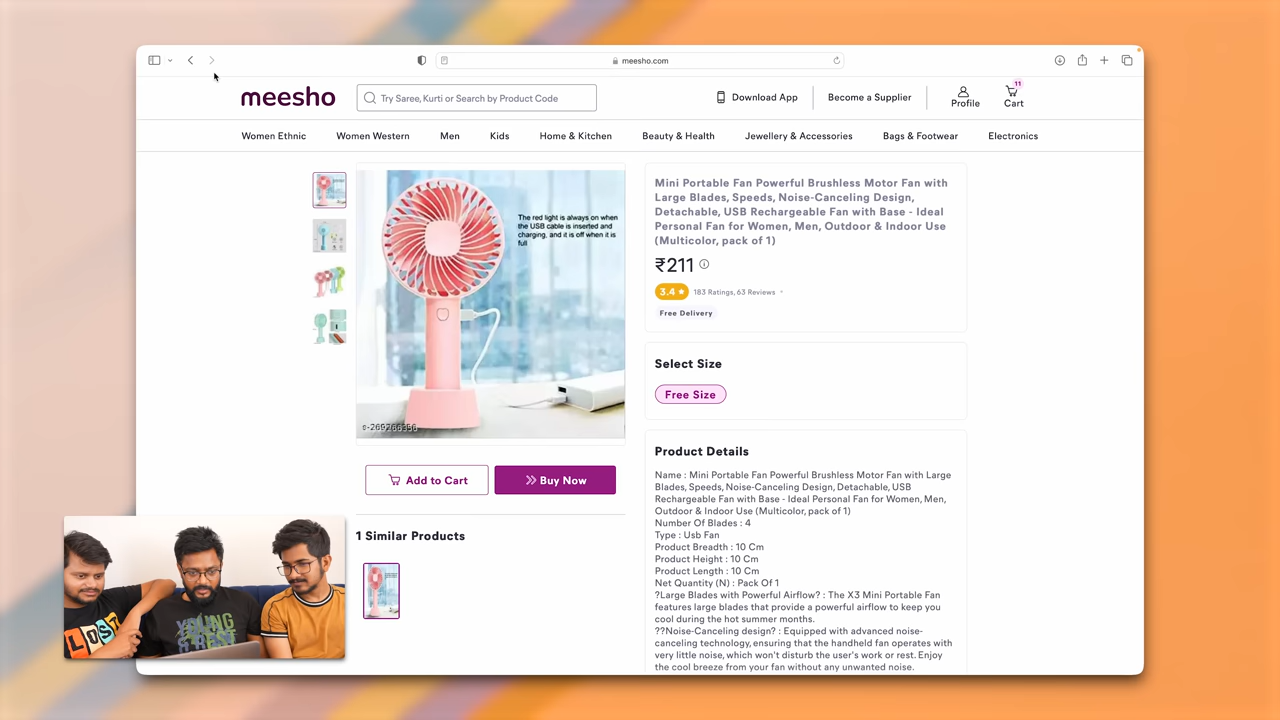 meesho.com
meesho
Try Saree, Kurti or Search by Product Code
Download App
Become a Supplier
Profile
11
Cart
Women Ethnic
Women Western
Men
Kids
Home & Kitchen
Beauty & Health
Jewellery & Accessories
Bags & Footwear
Electronics
The red light is always on when
the USB cable is inserted and
charging, and it is off when it is
full
Add to Cart
Buy Now
1 Similar Products
Mini Portable Fan Powerful Brushless Motor Fan with
Large Blades, Speeds, Noise-Canceling Design,
Detachable, USB Rechargeable Fan with Base - Ideal
Personal Fan for Women, Men, Outdoor & Indoor Use
(Multicolor, pack of 1)
₹211
3.4
183 Ratings, 63 Reviews
Free Delivery
Select Size
Free Size
Product Details
Name : Mini Portable Fan Powerful Brushless Motor Fan with Large
Blades, Speeds, Noise-Canceling Design, Detachable, USB
Rechargeable Fan with Base - Ideal Personal Fan for Women, Men,
Outdoor & Indoor Use (Multicolor, pack of 1)
Number Of Blades : 4
Type : Usb Fan
Product Breadth : 10 Cm
Product Height : 10 Cm
Product Length : 10 Cm
Net Quantity (N) : Pack Of 1
?Large Blades with Powerful Airflow? : The X3 Mini Portable Fan
features large blades that provide a powerful airflow to keep you
cool during the hot summer months.
??Noise-Canceling design? : Equipped with advanced noise-
canceling technology, ensuring that the handheld fan operates with
very little noise, which won't disturb the user's work or rest. Enjoy
the cool breeze from your fan without any unwanted noise.
LOST
YOUNG